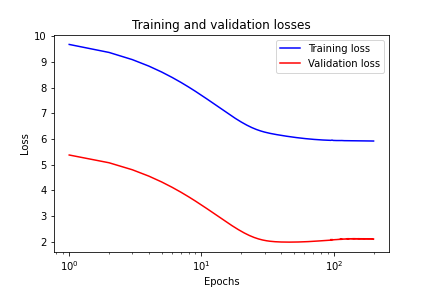 Training and validation losses
Training loss
Validation loss
10
9
8
7
6
5
4
3
2
Loss
10⁰
10¹
10²
Epochs